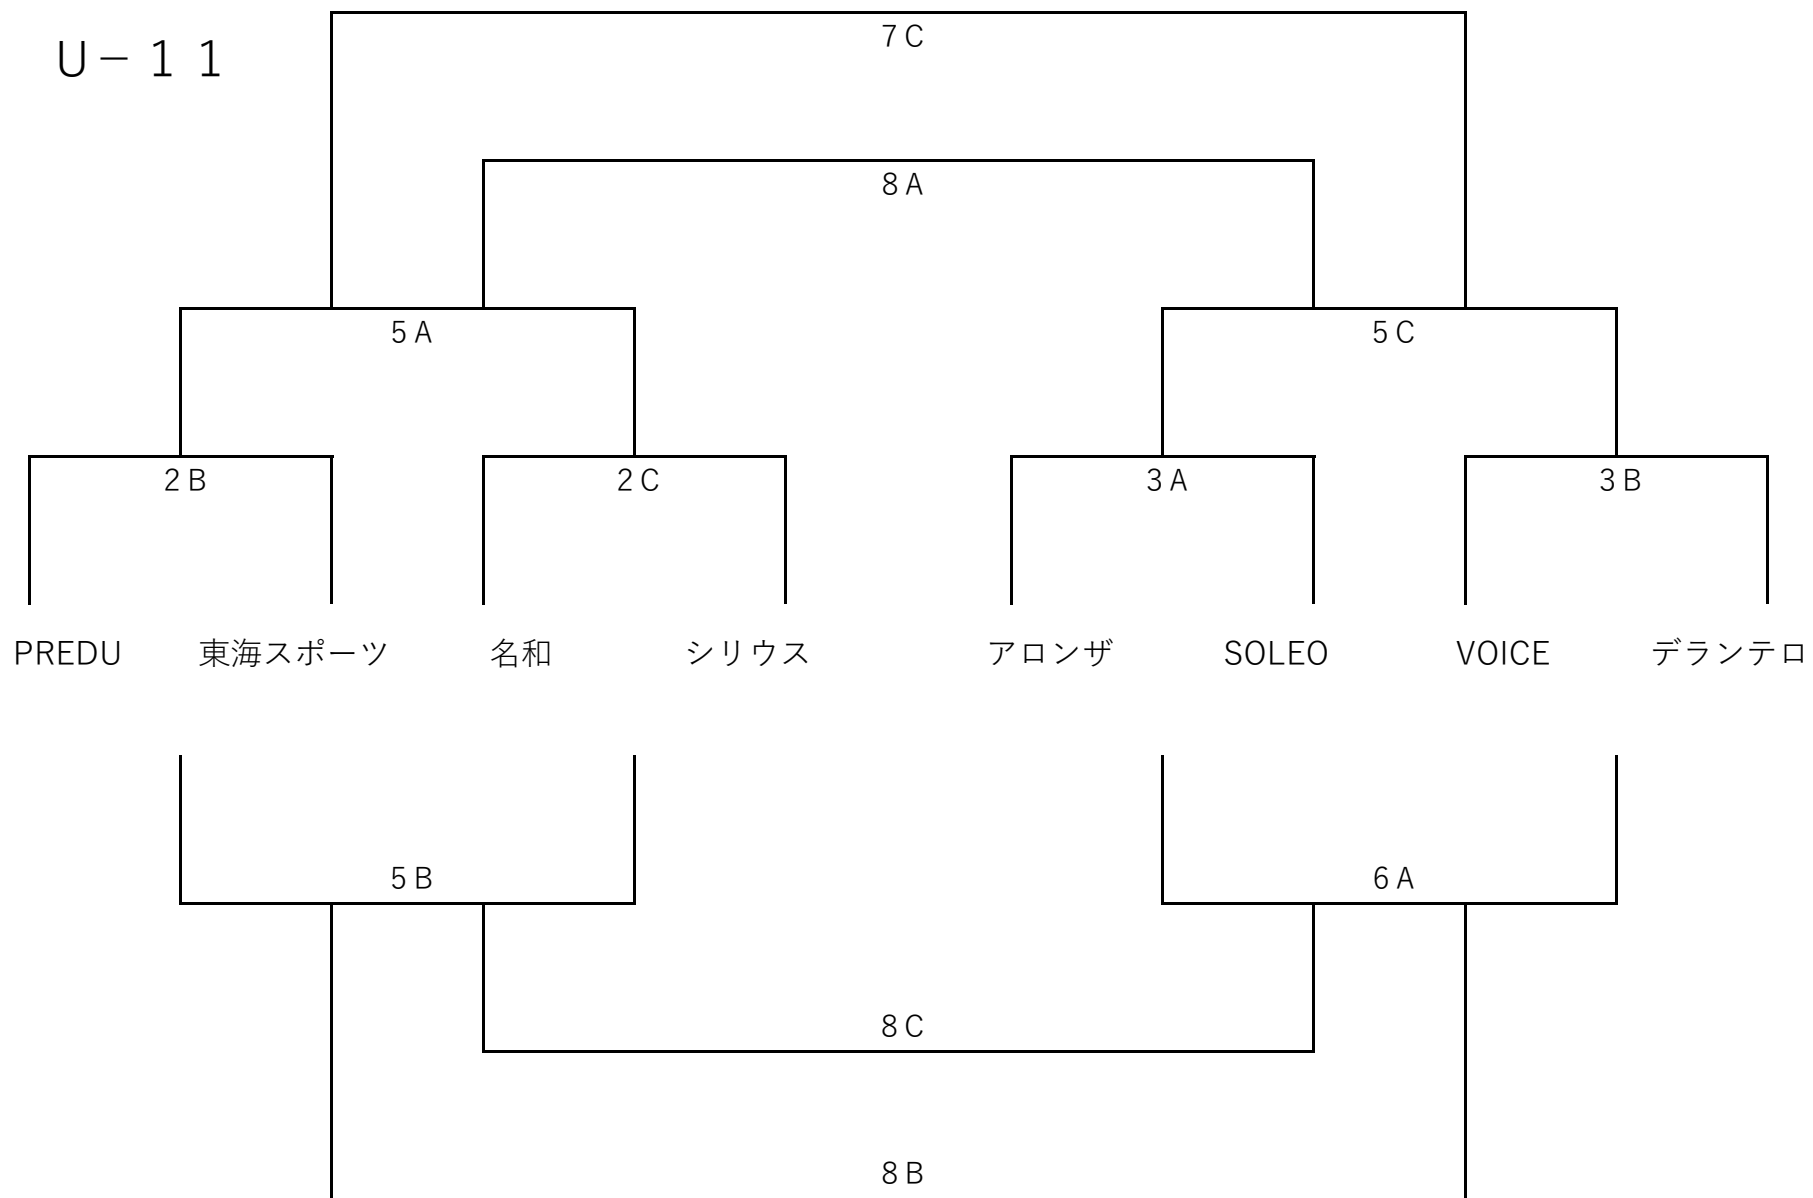 ７C
U－１１
８A
５A ５C
２B ２C ３A ３B
PREDU 東海スポーツ 名和 シリウス アロンザ SOLEO VOICE デランテロ
５B ６A
８C
８B